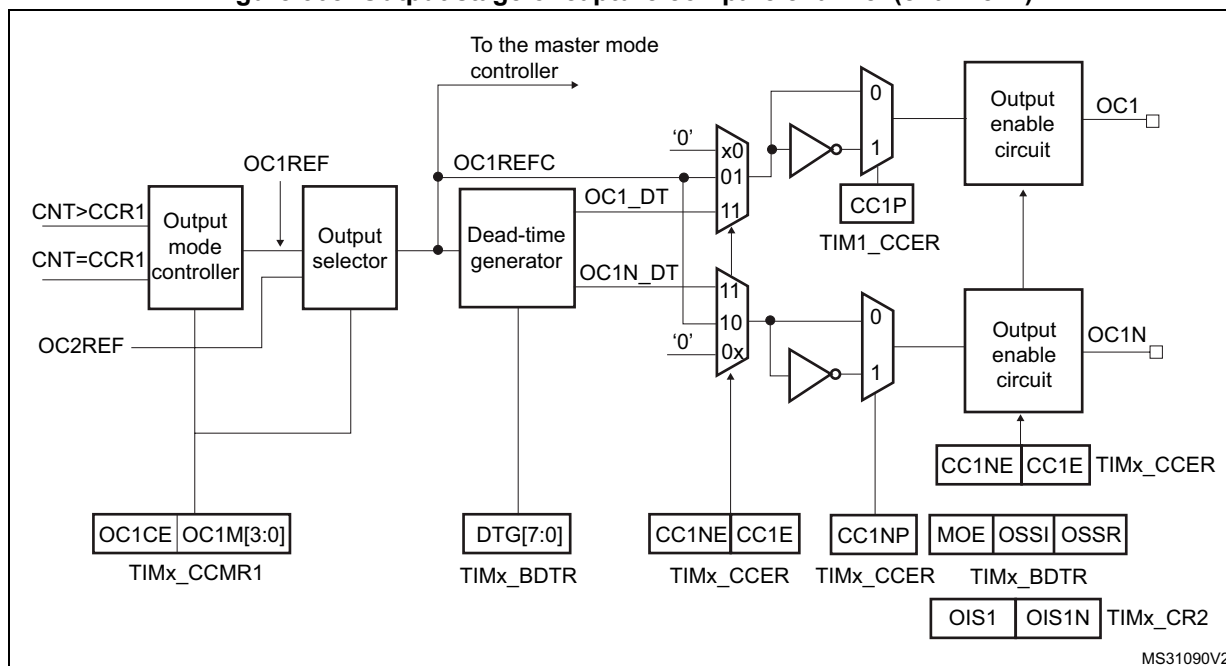 To the master mode
controller
OC1REF
OC1REFC
CNT>CCR1
CNT=CCR1
Output
mode
controller
Output
selector
OC2REF
Dead-time
generator
OC1_DT
OC1N_DT
‘0’
x0
01
11
11
10
‘0’
0x
0
1
CC1P
TIM1_CCER
0
1
Output
enable
circuit
OC1
Output
enable
circuit
OC1N
CC1NE CC1E TIMx_CCER
OC1CE OC1M[3:0]
TIMx_CCMR1
DTG[7:0]
TIMx_BDTR
CC1NE CC1E
TIMx_CCER
CC1NP
TIMx_CCER
MOE OSSI OSSR
TIMx_BDTR
OIS1 OIS1N TIMx_CR2
MS31090V2